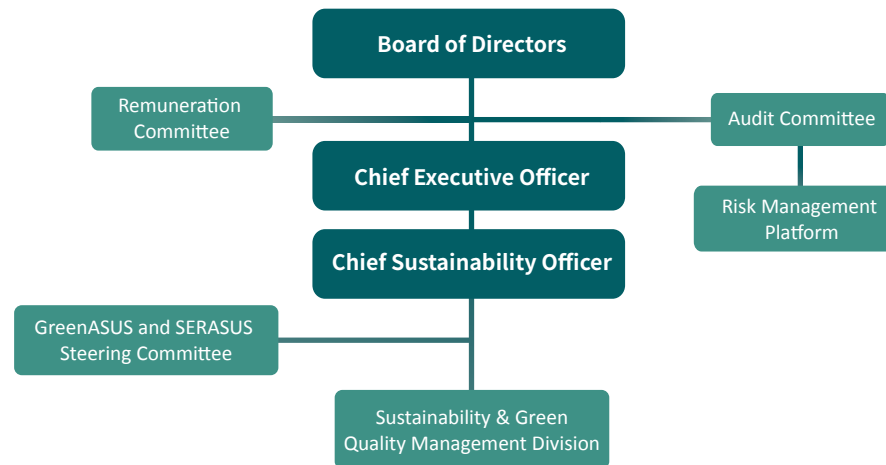 Board of Directors
Remuneration
Committee
Audit Committee
Chief Executive Officer
Risk Management
Platform
Chief Sustainability Officer
GreenASUS and SERASUS
Steering Committee
Sustainability & Green
Quality Management Division